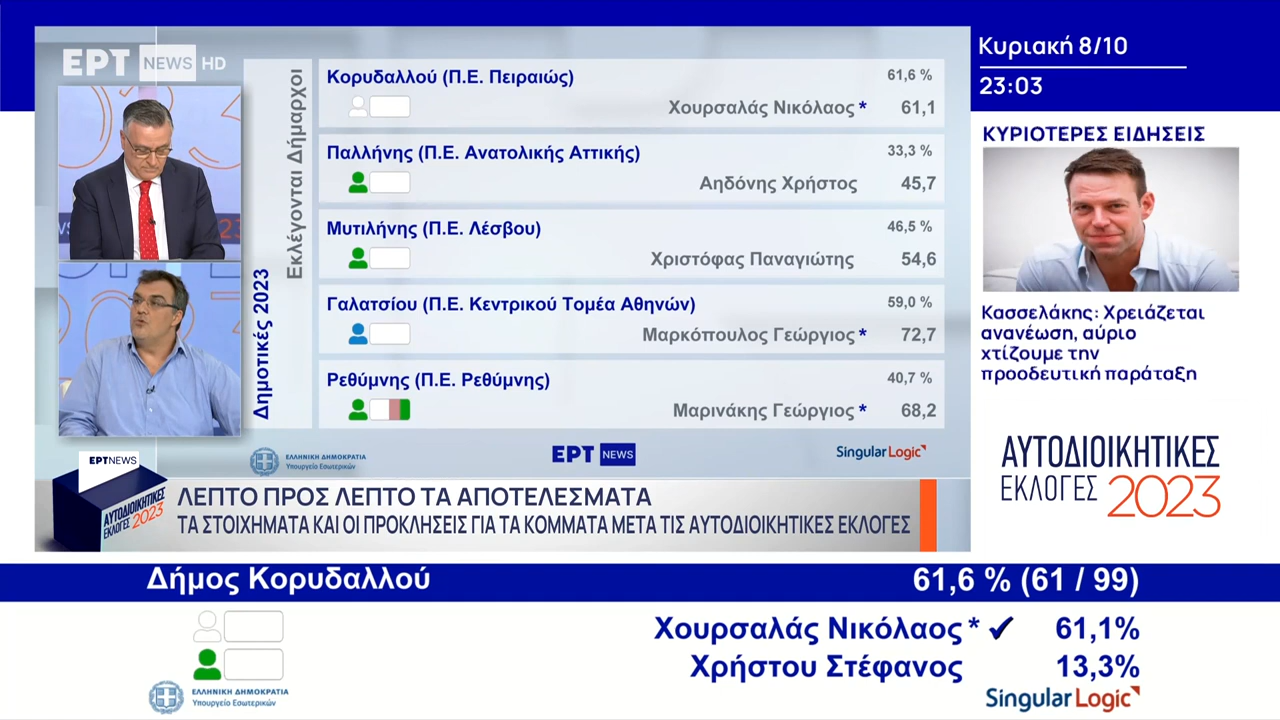 ΕΡΤ NEWS HD
Κυριακή 8/10
23:03
ΚΥΡΙΟΤΕΡΕΣ ΕΙΔΗΣΕΙΣ
Κασσελάκης: Χρειάζεται
ανανέωση, αύριο
χτίζουμε την
προοδευτική παράταξη
ΑΥΤΟΔΙΟΙΚΗΤΙΚΕΣ
ΕΚΛΟΓΕΣ 2023
Δημοτικές 2023
Εκλέγονται Δήμαρχοι
Κορυδαλλού (Π.Ε. Πειραιώς) 61,6 %
Χουρσαλάς Νικόλαος * 61,1
Παλλήνης (Π.Ε. Ανατολικής Αττικής) 33,3 %
Αηδόνης Χρήστος 45,7
Μυτιλήνης (Π.Ε. Λέσβου) 46,5 %
Χριστόφας Παναγιώτης 54,6
Γαλατσίου (Π.Ε. Κεντρικού Τομέα Αθηνών) 59,0 %
Μαρκόπουλος Γεώργιος * 72,7
Ρεθύμνης (Π.Ε. Ρεθύμνης) 40,7 %
Μαρινάκης Γεώργιος * 68,2
ΕΛΛΗΝΙΚΗ ΔΗΜΟΚΡΑΤΙΑ
Υπουργείο Εσωτερικών
ΕΡΤ NEWS
SingularLogic
ΕΡΤNEWS
ΑΥΤΟΔΙΟΙΚΗΤΙΚΕΣ
ΕΚΛΟΓΕΣ 2023
ΛΕΠΤΟ ΠΡΟΣ ΛΕΠΤΟ ΤΑ ΑΠΟΤΕΛΕΣΜΑΤΑ
ΤΑ ΣΤΟΙΧΗΜΑΤΑ ΚΑΙ ΟΙ ΠΡΟΚΛΗΣΕΙΣ ΓΙΑ ΤΑ ΚΟΜΜΑΤΑ ΜΕΤΑ ΤΙΣ ΑΥΤΟΔΙΟΙΚΗΤΙΚΕΣ ΕΚΛΟΓΕΣ
Δήμος Κορυδαλλού 61,6 % (61 / 99)
Χουρσαλάς Νικόλαος * ✓ 61,1%
Χρήστου Στέφανος 13,3%
ΕΛΛΗΝΙΚΗ ΔΗΜΟΚΡΑΤΙΑ
Υπουργείο Εσωτερικών
SingularLogic